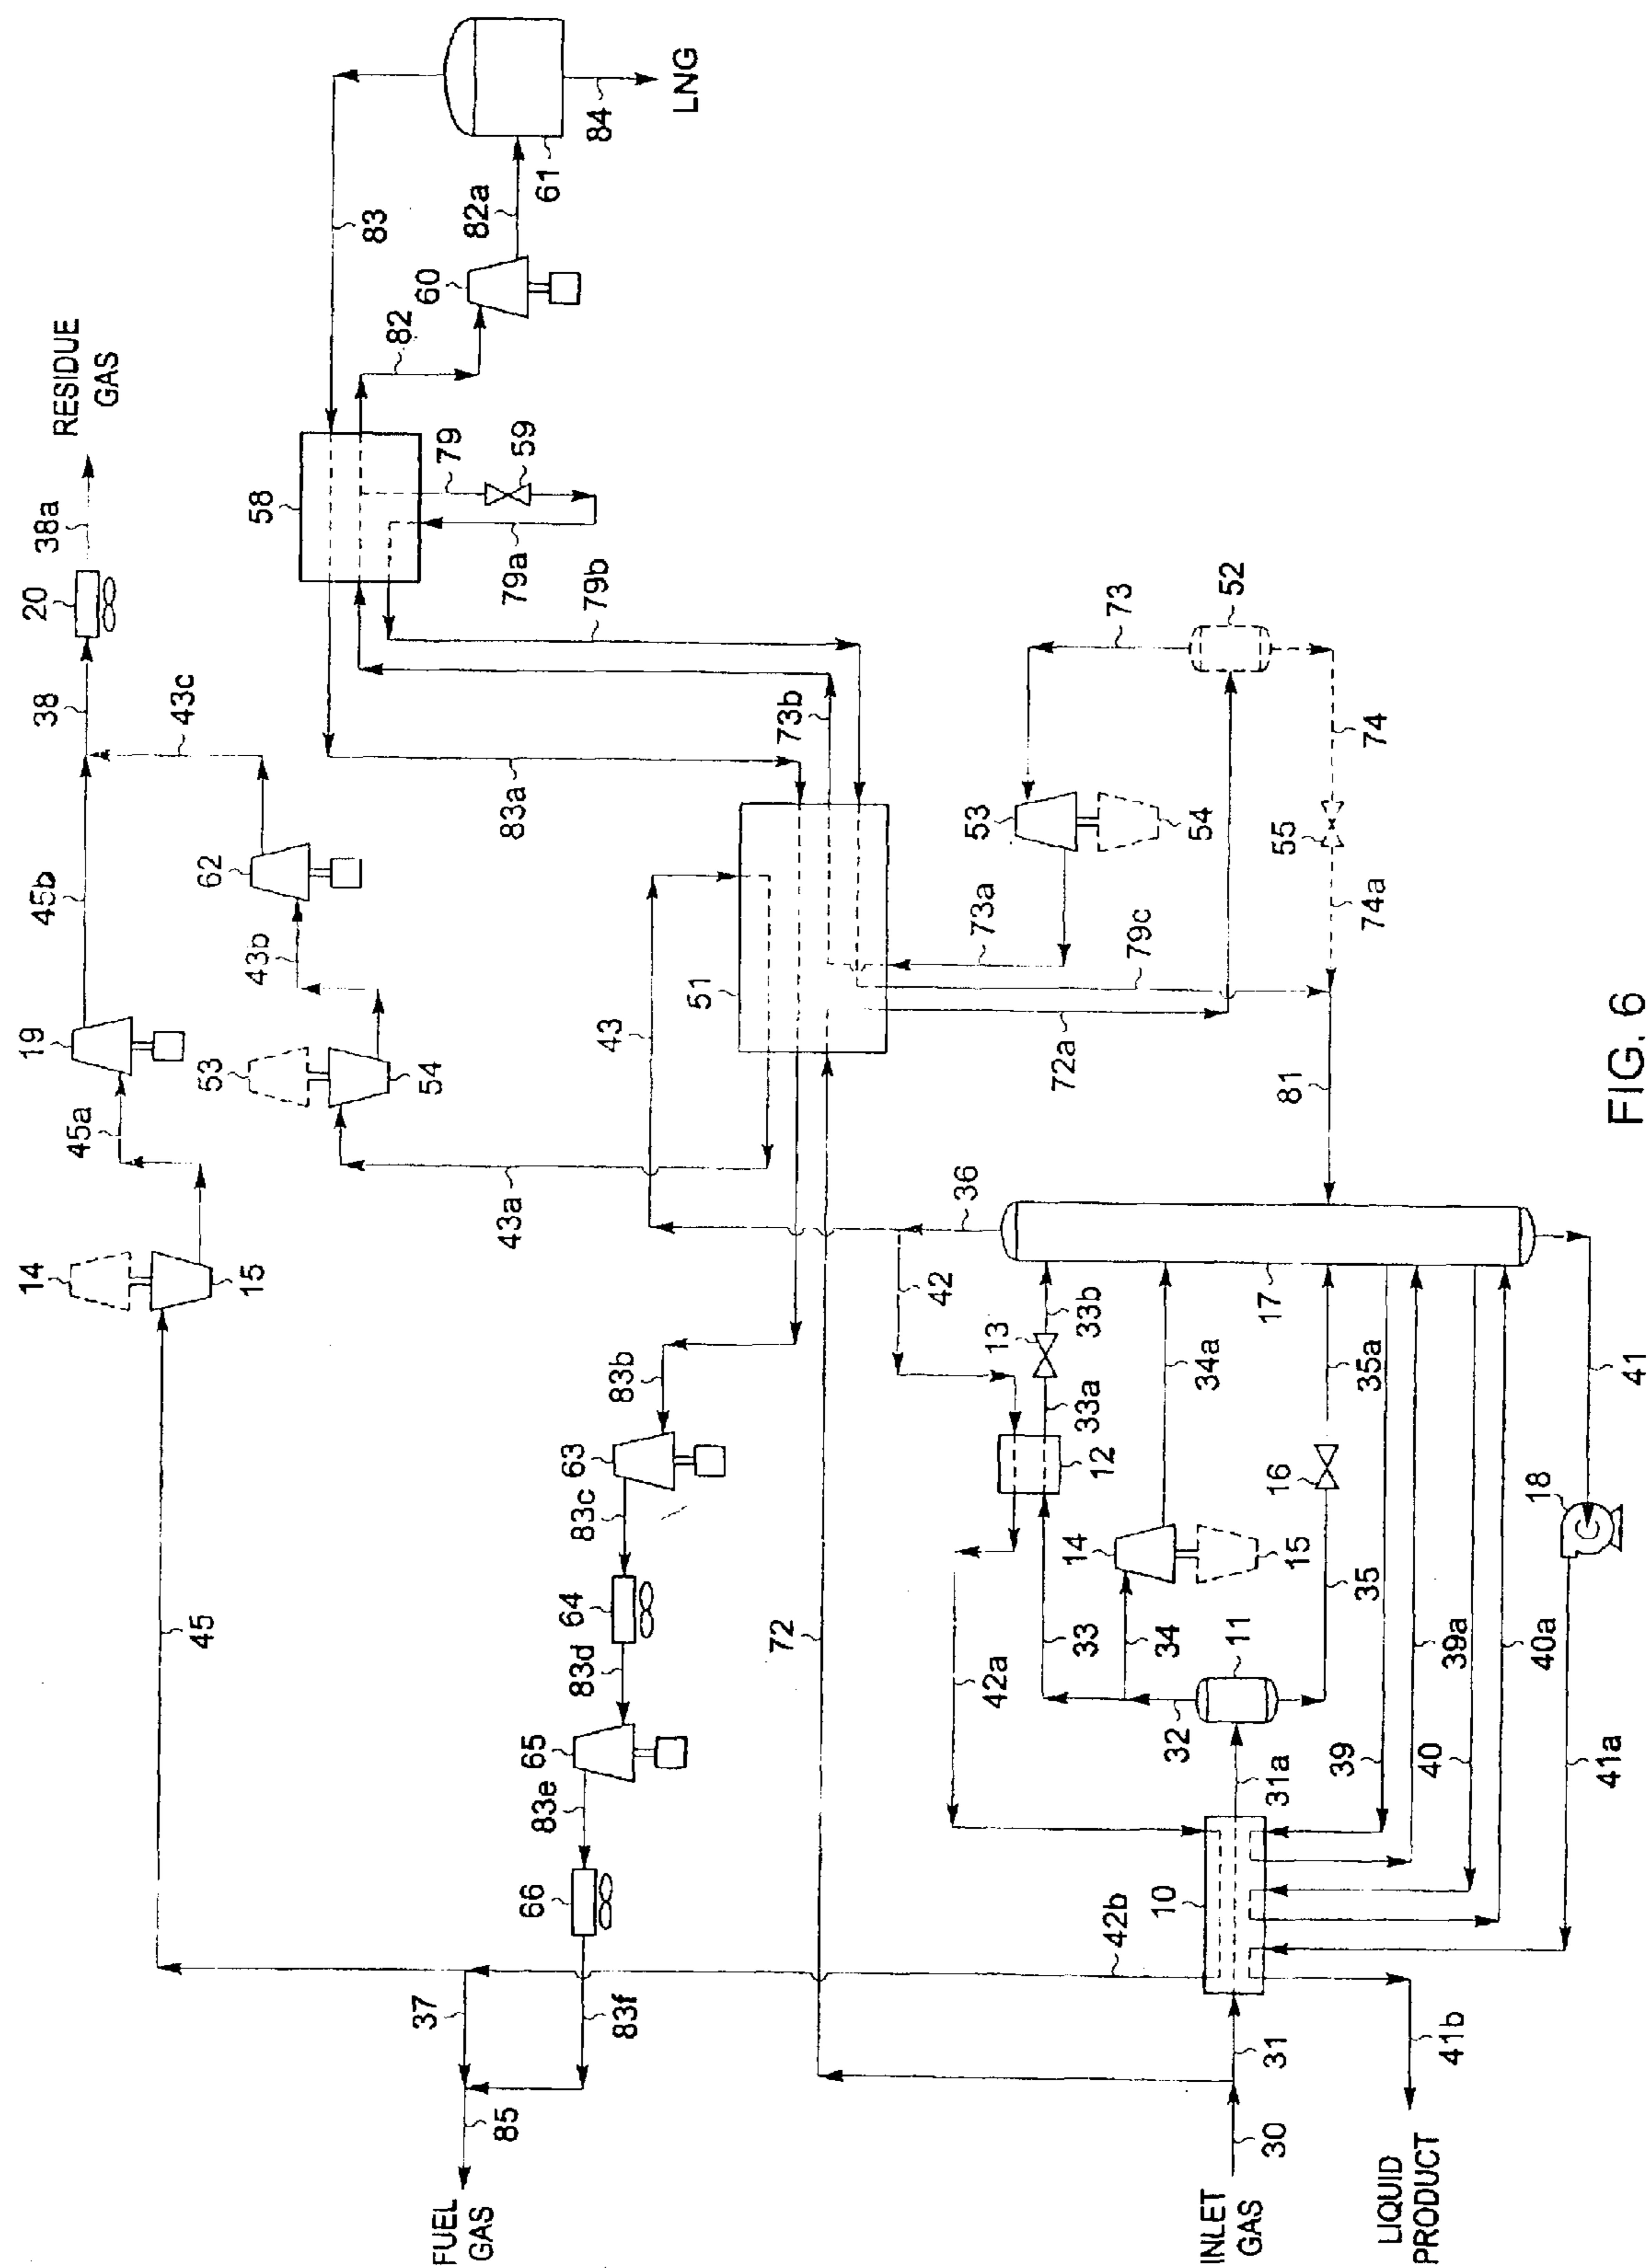 RESIDUE
GAS
38a
20
38
43c
45b
62
43b
19
45a
53
54
14
15
43a
45
37
85
FUEL
GAS
83
58
82
60
82a
61
84
LNG
79
59
79a
79b
83a
73b
51
43
73
52
53
54
73a
79c
72a
74
55
74a
81
83b
63
83c
64
83d
65
83e
66
83f
72
36
42
13
33b
33a
12
34a
17
14
15
33
34
16
35a
35
42a
32
11
31a
39
39a
40
40a
41
18
41a
42b
10
31
30
INLET
GAS
41b
LIQUID
PRODUCT
FIG. 6